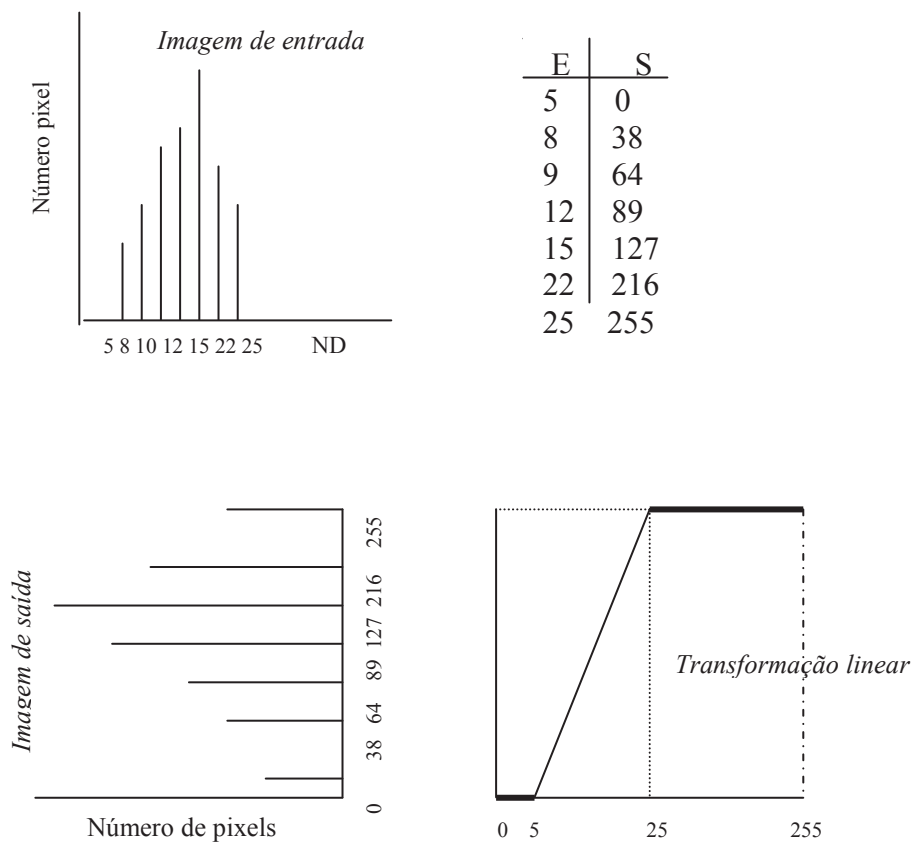 Imagem de entrada
Número pixel
5 8 10 12 15 22 25 ND
E S
5 0
8 38
9 64
12 89
15 127
22 216
25 255
Imagem de saída
255
216
127
89
64
38
0
Número de pixels
Transformação linear
0 5 25 255